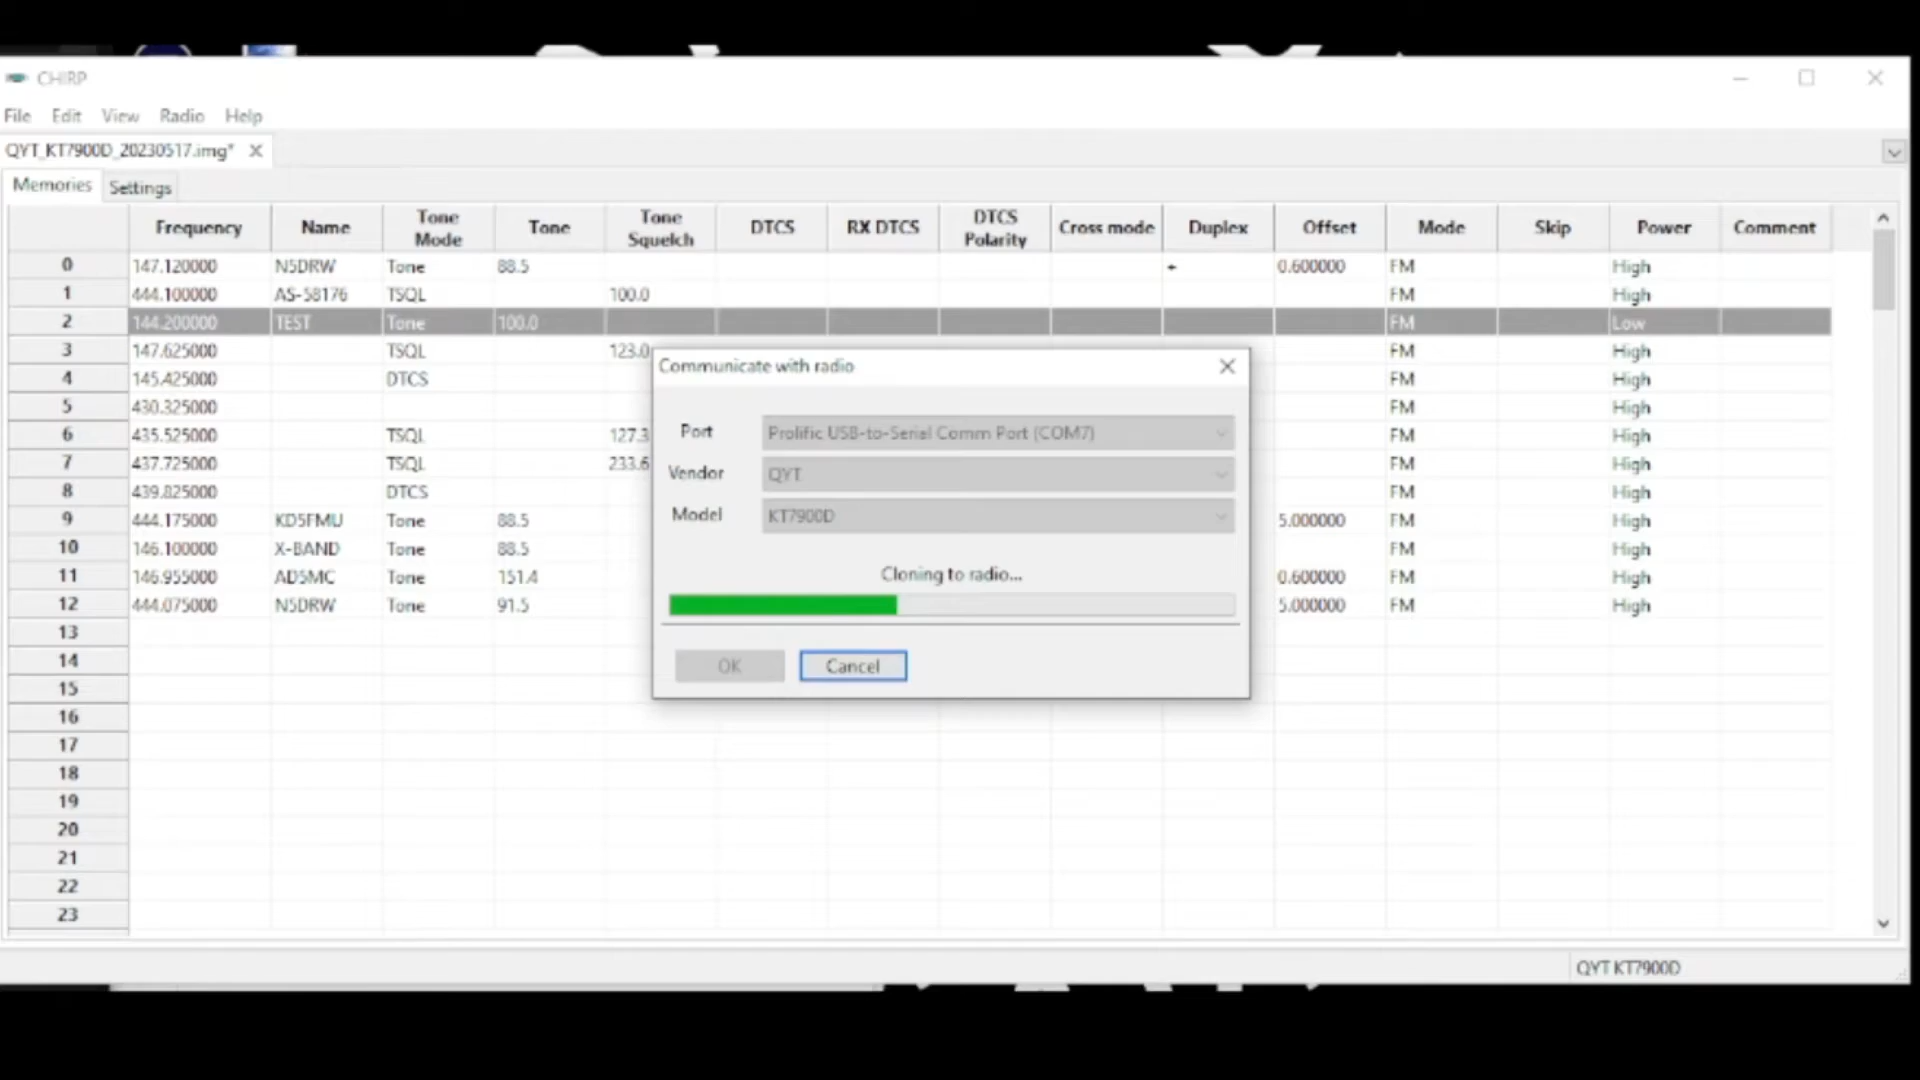 CHIRP
File Edit View Radio Help
QYT_KT7900D_20230517.img*
Memories Settings
Frequency Name Tone Mode Tone Tone Squelch DTCS RX DTCS DTCS Polarity Cross mode Duplex Offset Mode Skip Power Comment
0 147.120000 N5DRW Tone 88.5 + 0.600000 FM High
1 444.100000 AS-58176 TSQL 100.0 FM High
2 144.200000 TEST Tone 100.0 FM Low
3 147.625000 TSQL 123.0 FM High
4 145.425000 DTCS FM High
5 430.325000 FM High
6 435.525000 TSQL 127.3 FM High
7 437.725000 TSQL 233.6 FM High
8 439.825000 DTCS FM High
9 444.175000 KD5FMU Tone 88.5 5.000000 FM High
10 146.100000 X-BAND Tone 88.5 FM High
11 146.955000 AD5MC Tone 151.4 0.600000 FM High
12 444.075000 N5DRW Tone 91.5 5.000000 FM High
13
14
15
16
17
18
19
20
21
22
23
Communicate with radio
Port Prolific USB-to-Serial Comm Port (COM7)
Vendor QYT
Model KT7900D
Cloning to radio...
OK Cancel
QYT KT7900D